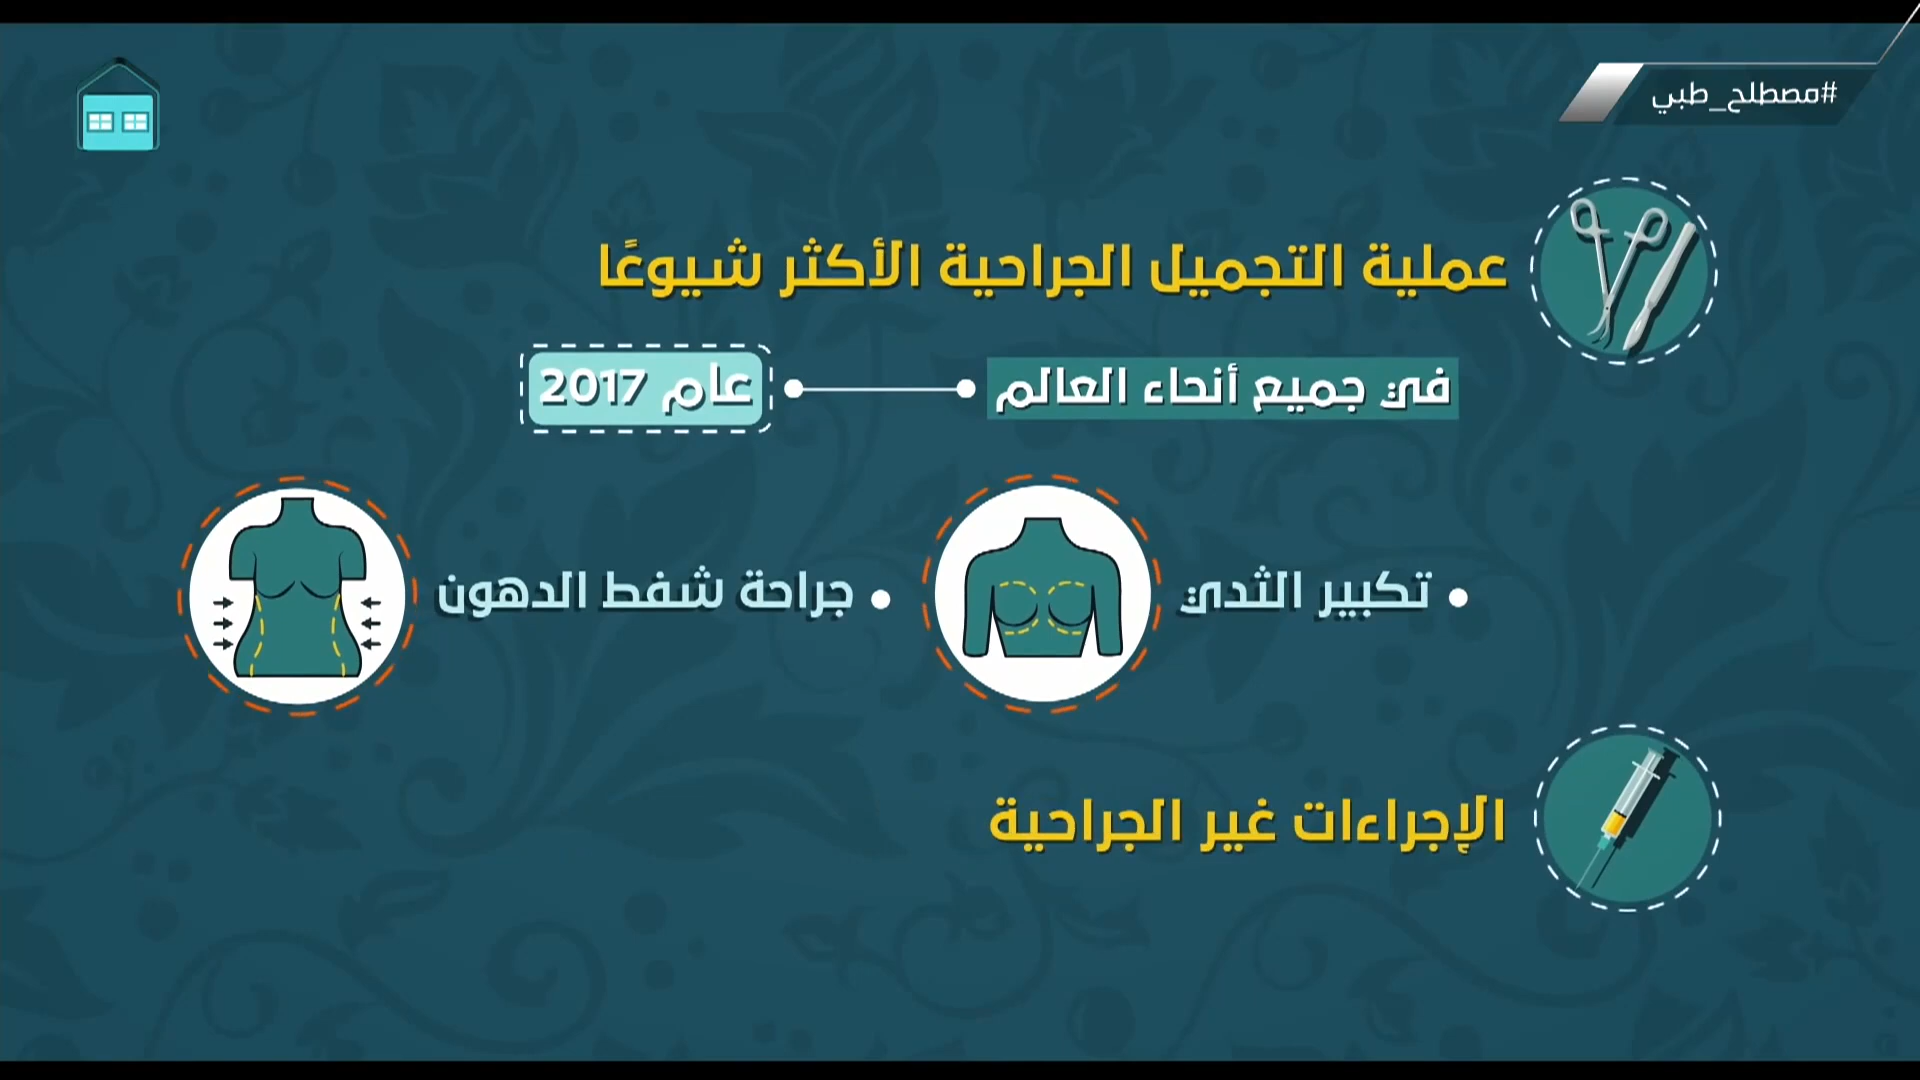 #مصطلح_طبي
عملية التجميل الجراحية الأكثر شيوعًا
في جميع أنحاء العالم
عام 2017
• تكبير الثدي
• جراحة شفط الدهون
الإجراءات غير الجراحية